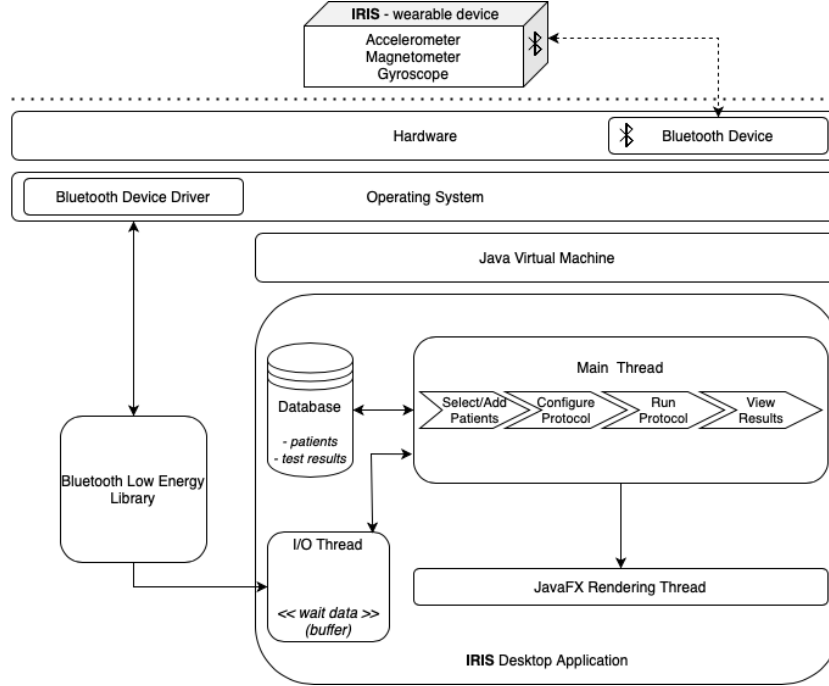 IRIS - wearable device
Accelerometer
Magnetometer
Gyroscope
Hardware
Bluetooth Device
Bluetooth Device Driver
Operating System
Java Virtual Machine
Database
- patients
- test results
Main Thread
Select/Add
Patients
Configure
Protocol
Run
Protocol
View
Results
Bluetooth Low Energy
Library
I/O Thread
<< wait data >>
(buffer)
JavaFX Rendering Thread
IRIS Desktop Application